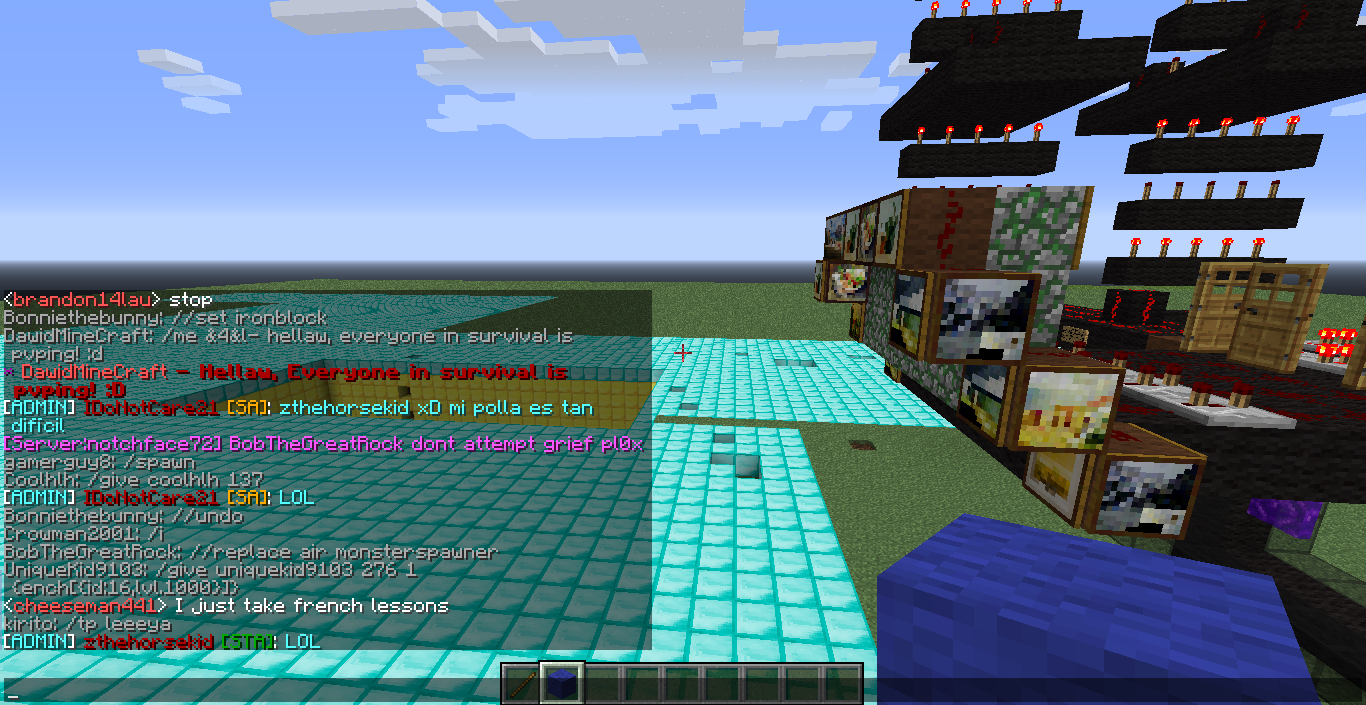 <brandon14lau> stop
Bonniethebunny: //set ironblock
DawidMineCraft: /me &4&l- hellaw, everyone in survival is
pvping! :d
* DawidMineCraft - Hellaw, Everyone in survival is
pvping! :D
[ADMIN] IDoNotCare21 [SA]: zthehorsekid xD mi polla es tan
dificil
[Server:notchface72] BobTheGreatRock dont attempt grief pl0x
gamerguy8: /spawn
Coolhlh: /give coolhlh 137
[ADMIN] IDoNotCare21 [SA]: LOL
Bonniethebunny: //undo
Crowman2001: /i
BobTheGreatRock: //replace air monsterspawner
UniqueKid9103: /give uniquekid9103 276 1
{ench[{id:16,lvl,1000}]}
<cheeseman441> I just take french lessons
kirito: /tp leeeya
[ADMIN] zthehorsekid [STA]: LOL
_